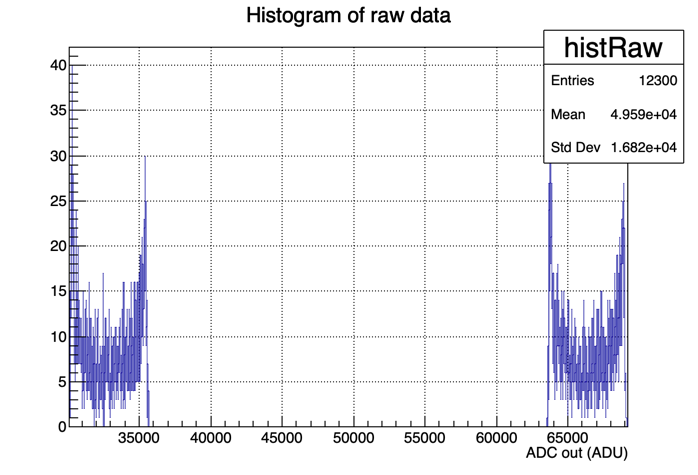 Histogram of raw data
histRaw
Entries 12300
Mean 4.959e+04
Std Dev 1.682e+04
40
35
30
25
20
15
10
5
0
35000 40000 45000 50000 55000 60000 65000
ADC out (ADU)